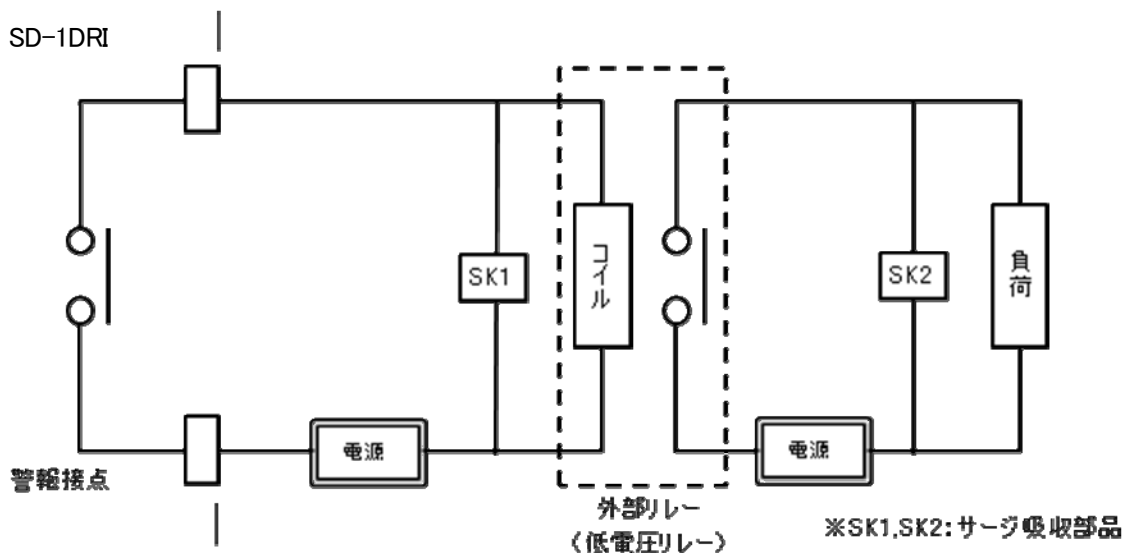 SD-1DRI
SK1
コイル
SK2
負荷
電源
電源
警報接点
外部リレー
(低電圧リレー)
※SK1,SK2:サージ吸収部品